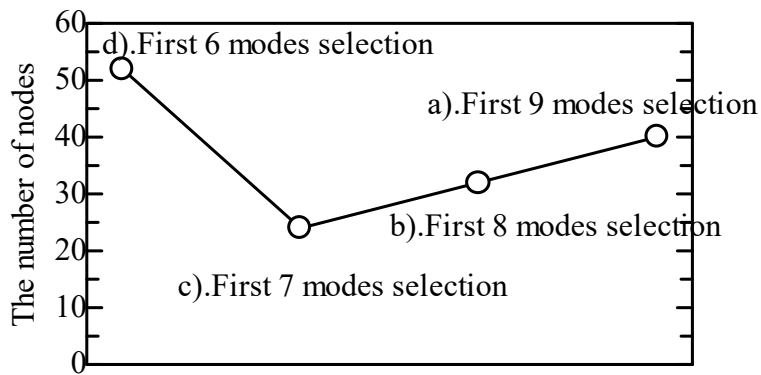 60
d).First 6 modes selection
50
a).First 9 modes selection
40
30
b).First 8 modes selection
20
c).First 7 modes selection
10
0
The number of nodes